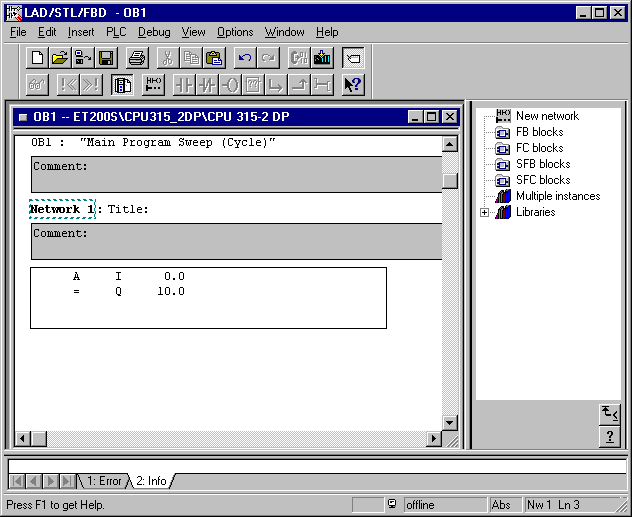 LAD/STL/FBD - OB1
File Edit Insert PLC Debug View Options Window Help
OB1 -- ET200S\CPU315_2DP\CPU 315-2 DP
OB1 : "Main Program Sweep (Cycle)"
Comment:
Network 1: Title:
Comment:
A I 0.0
= Q 10.0
New network
FB blocks
FC blocks
SFB blocks
SFC blocks
Multiple instances
Libraries
1: Error 2: Info
Press F1 to get Help.
offline
Abs
Nw 1 Ln 3